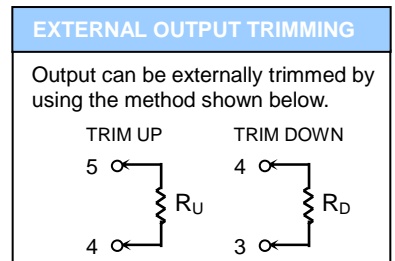 EXTERNAL OUTPUT TRIMMING
Output can be externally trimmed by
using the method shown below.
TRIM UP TRIM DOWN
5 4
RU RD
4 3